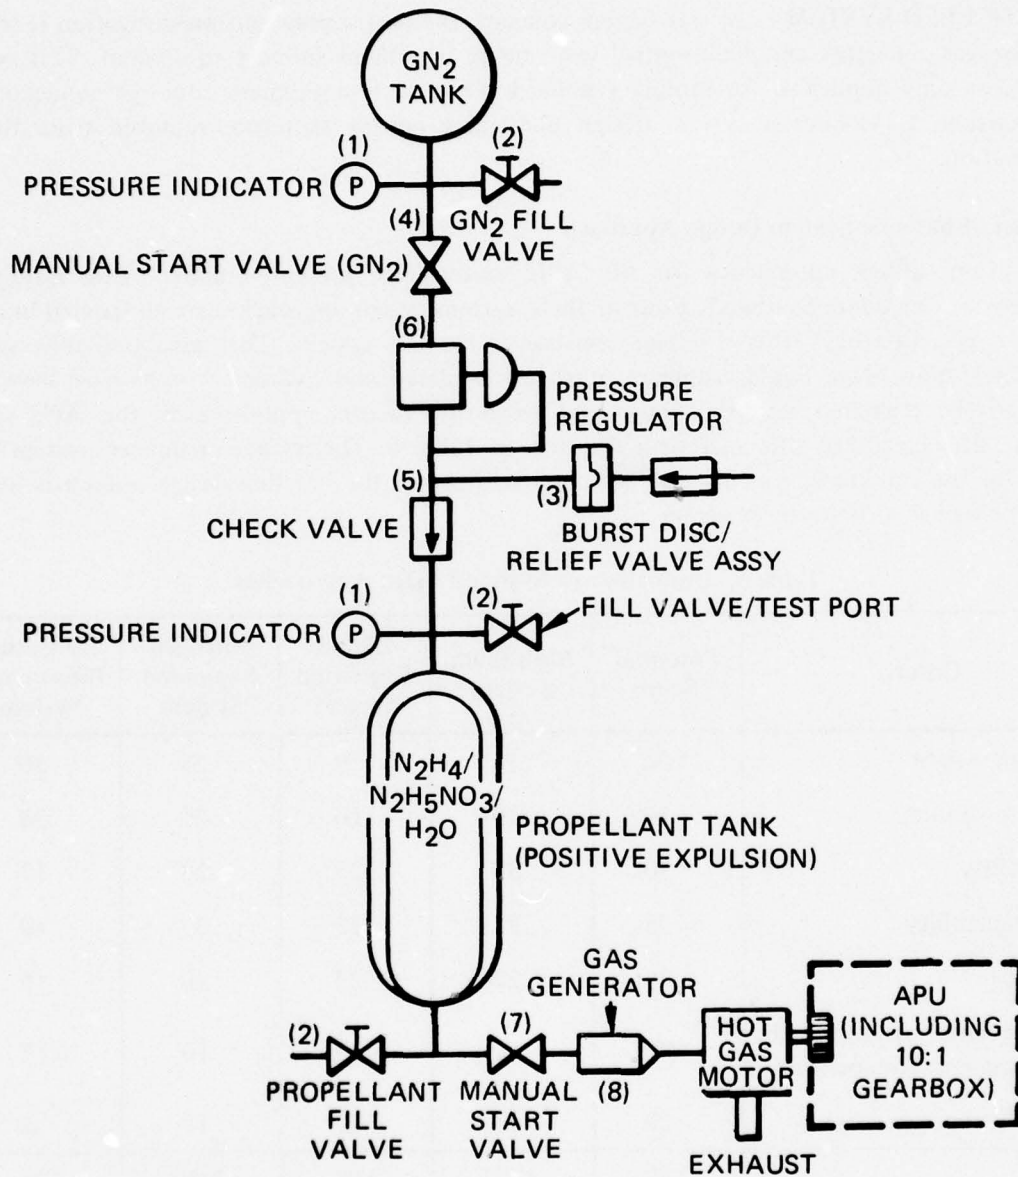 GN2
TANK
(1)
(2)
PRESSURE INDICATOR
P
(4)
GN2 FILL
VALVE
MANUAL START VALVE (GN2)
(6)
PRESSURE
REGULATOR
(5)
(3)
CHECK VALVE
BURST DISC/
RELIEF VALVE ASSY
(1)
(2)
FILL VALVE/TEST PORT
PRESSURE INDICATOR
P
N2H4/
N2H5NO3/
H2O
PROPELLANT TANK
(POSITIVE EXPULSION)
GAS
GENERATOR
(2)
(7)
(8)
HOT
GAS
MOTOR
APU
(INCLUDING
10:1
GEARBOX)
PROPELLANT
FILL
VALVE
MANUAL
START
VALVE
EXHAUST